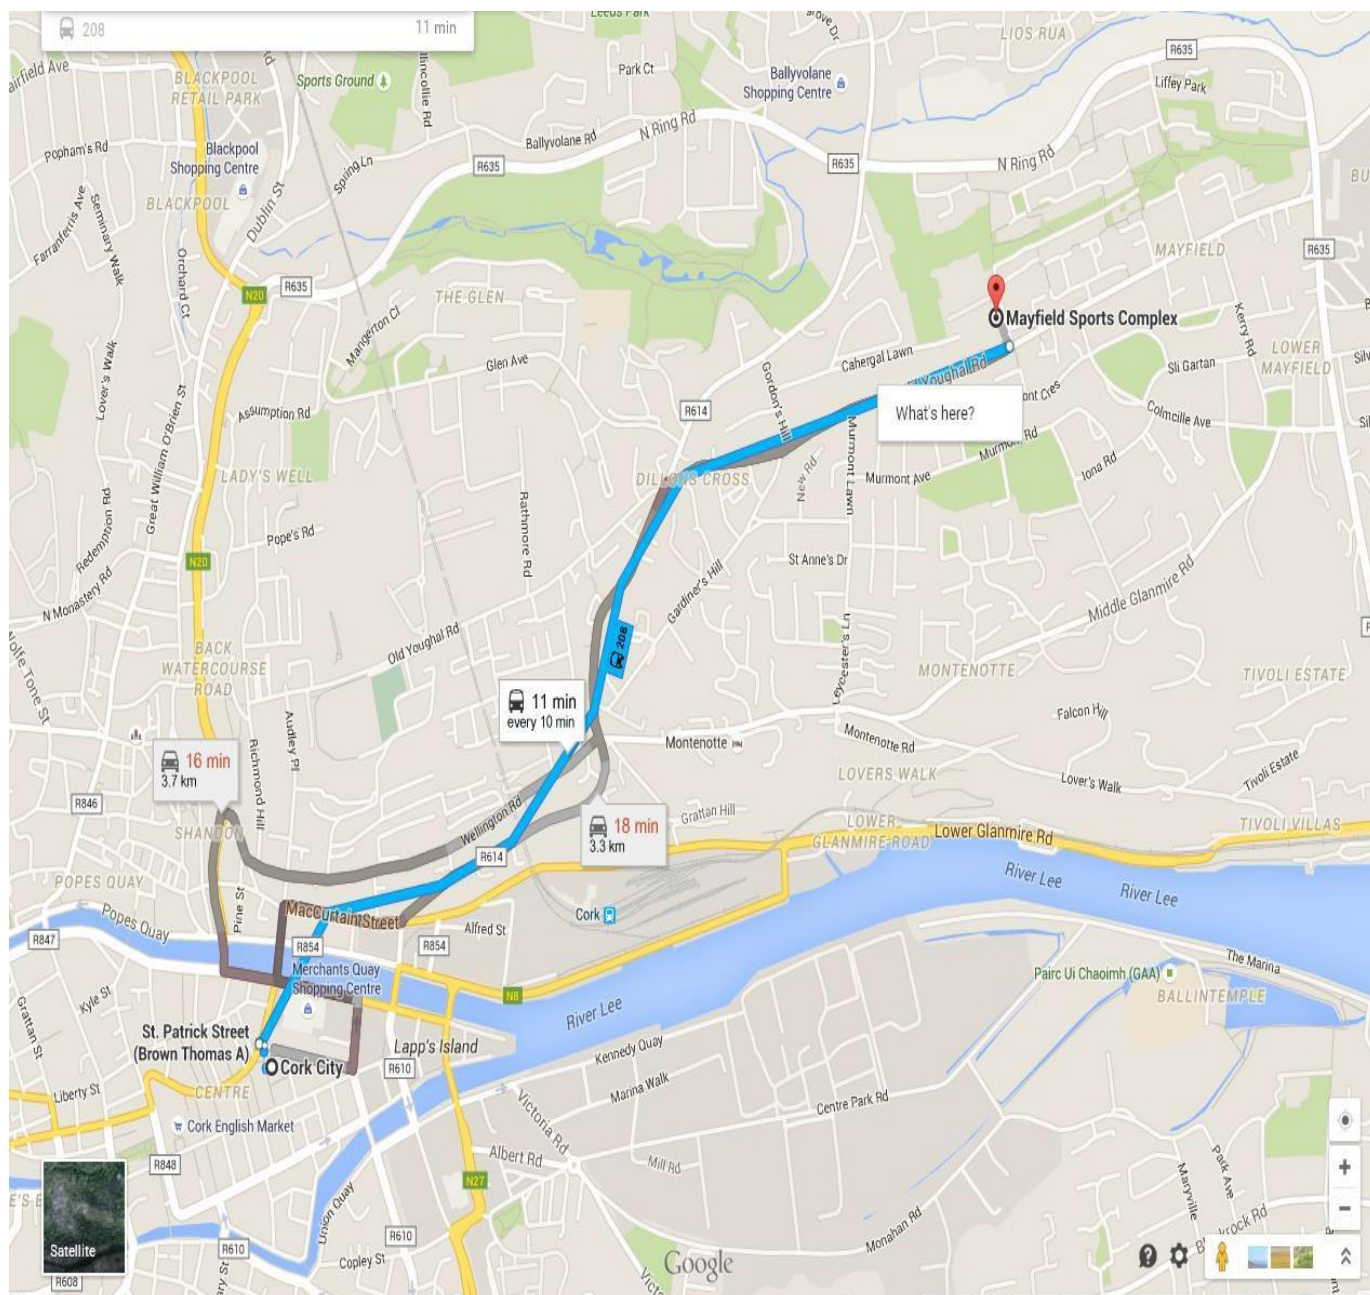 208
11 min
Leeds Park
LIOS RUA
R635
Fairfield Ave
BLACKPOOL
RETAIL PARK
Sports Ground
Park Ct
Ballyvolane
Shopping Centre
Liffey Park
Popham's Rd
Blackpool
Shopping Centre
Spring Ln
Ballyvolane Rd
N Ring Rd
R635
R635
N Ring Rd
BLACKPOOL
Dublin St
Farranferris Ave
Seminary Walk
Orchard Ct
MAYFIELD
R635
N20
R635
THE GLEN
Mangerton Cl
Mayfield Sports Complex
Kerry Rd
Lover's Walk
Glen Ave
Cahergal Lawn
Youghal Rd
Sli Gartan
LOWER
MAYFIELD
Gordon's Hill
Assumption Rd
R614
What's here?
Colmcille Ave
Great William O'Brien St
Murmont Lawn
LADY'S WELL
DILLONS CROSS
New Rd
Murmont Ave
Iona Rd
Redemption Rd
Pope's Rd
Rathmore Rd
N20
St Anne's Dr
N Monastery Rd
Gardiner's Hill
Middle Glanmire Rd
Wolfe Tone St
BACK
WATERCOURSE
ROAD
Old Youghal Rd
208
Leycester's Ln
MONTENOTTE
TIVOLI ESTATE
11 min
every 10 min
Audley Pl
Richmond Hill
Falcon Hill
Montenotte
Montenotte Rd
16 min
3.7 km
LOVERS WALK
Lover's Walk
Tivoli Estate
R846
Wellington Rd
18 min
3.3 km
Grattan Hill
SHANDON
LOWER
GLANMIRE ROAD
Lower Glanmire Rd
TIVOLI VILLAS
R614
POPES QUAY
Pine St
River Lee
River Lee
Popes Quay
MacCurtain Street
Cork
Alfred St
R847
R854
R854
The Marina
Merchants Quay
Shopping Centre
Pairc Ui Chaoimh (GAA)
N8
BALLINTEMPLE
Kyle St
River Lee
Grattan St
St. Patrick Street
(Brown Thomas A)
Lapp's Island
Kennedy Quay
Cork City
R610
Marina Walk
Liberty St
CENTRE
Centre Park Rd
Cork English Market
Victoria Rd
Albert Rd
Mill Rd
R848
N27
Park Ave
Maryville
Union Quay
Monahan Rd
R610
R610
Copley St
Satellite
Google
R608